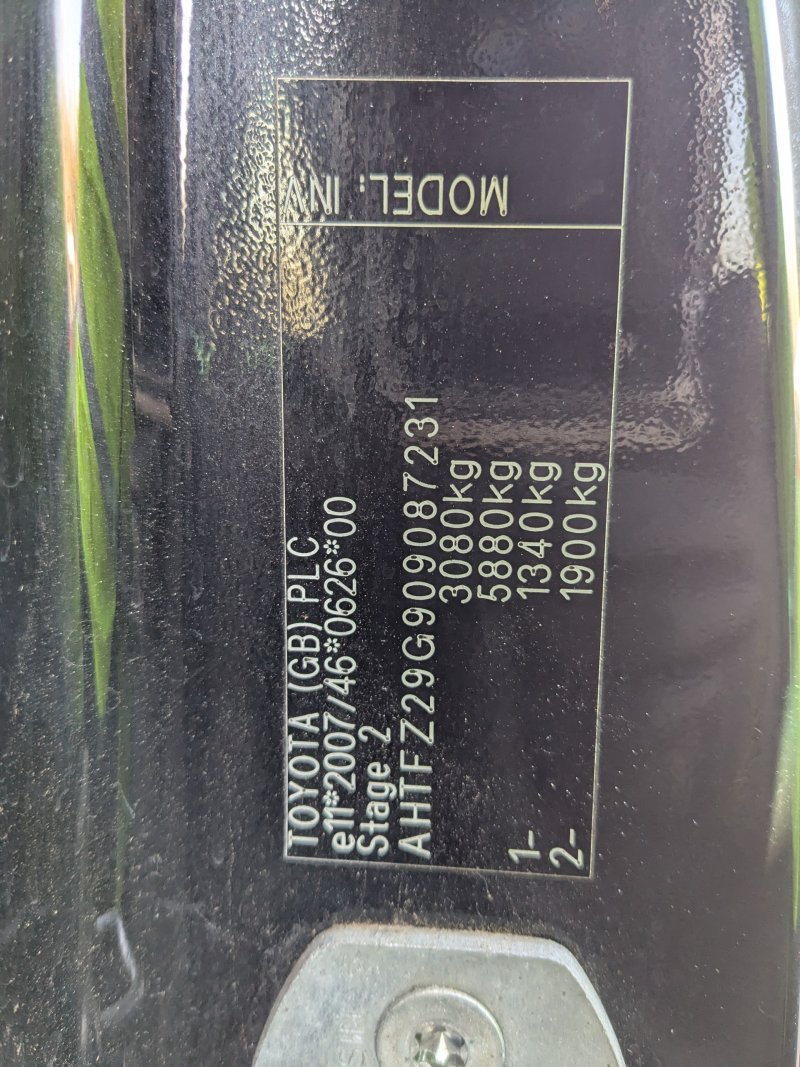 TOYOTA (GB) PLC
e11*2007/46*0626*00
Stage 2
AHTFZ29G909087231
3080kg
5880kg
1- 1340kg
2- 1900kg
MODEL: INV